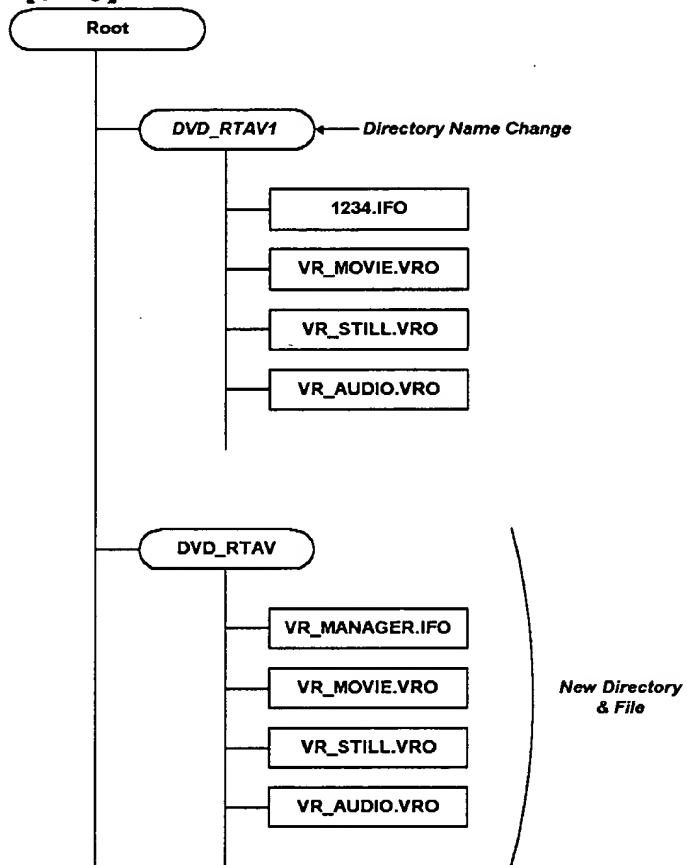 Root
DVD_RTAV1
Directory Name Change
1234.IFO
VR_MOVIE.VRO
VR_STILL.VRO
VR_AUDIO.VRO
DVD_RTAV
VR_MANAGER.IFO
VR_MOVIE.VRO
New Directory
& File
VR_STILL.VRO
VR_AUDIO.VRO